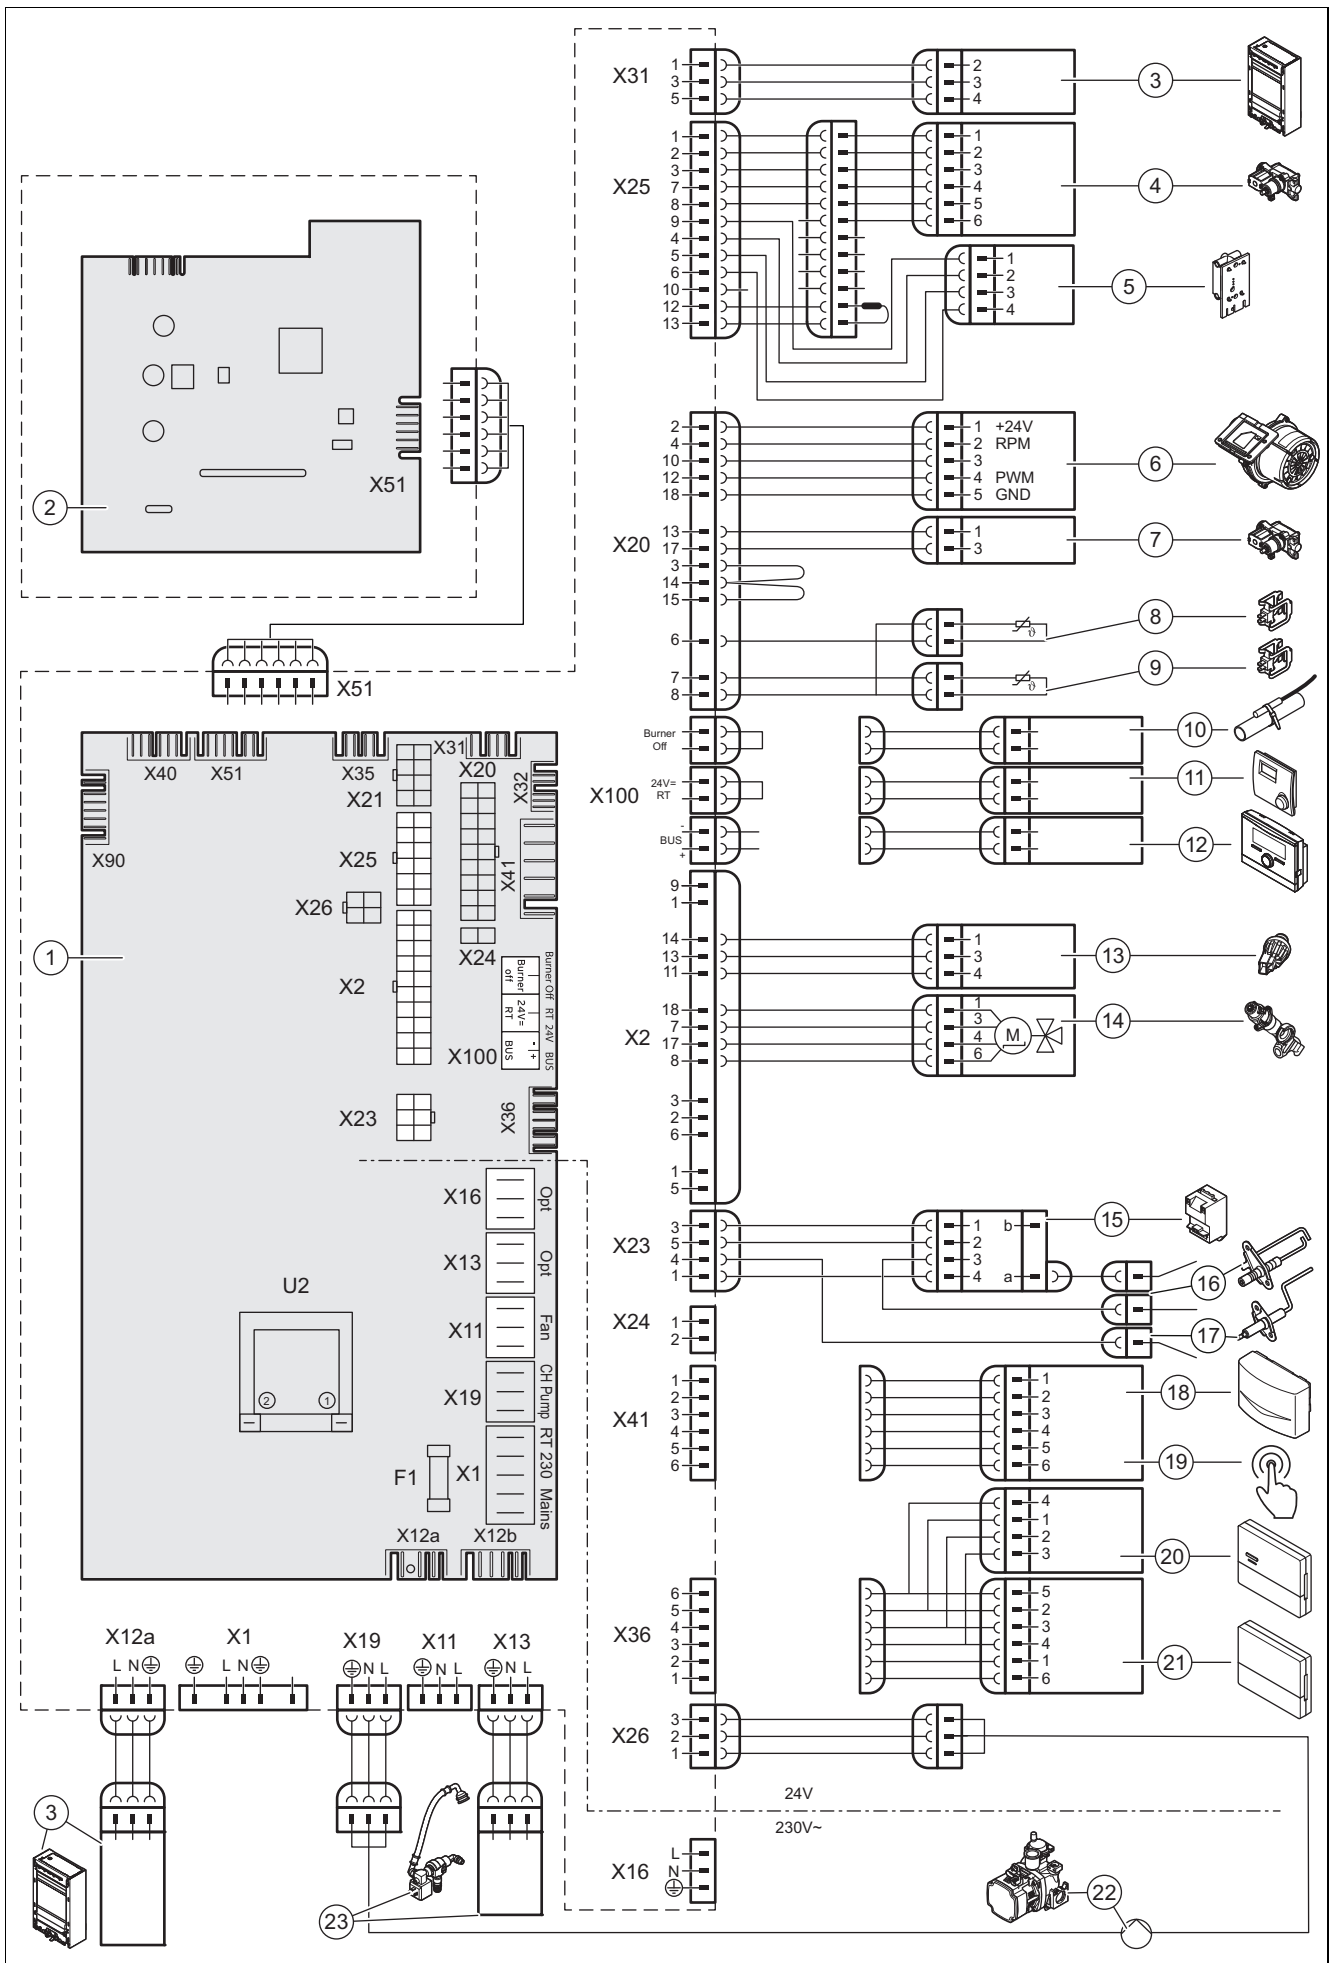 X31
1
3
5
2
3
4
3
X25
1
2
3
7
8
9
4
5
6
10
12
13
1
2
3
4
5
6
4
1
2
3
4
5
X51
2
X20
2
4
10
12
18
1 +24V
2 RPM
3
4 PWM
5 GND
6
13
17
3
14
15
1
3
7
6
ϑ
8
7
8
ϑ
9
X51
X100
Burner
Off
10
24V=
RT
11
-
BUS
+
12
X40
X51
X35
X31
X20
X32
X21
X90
X25
X41
X26
X24
X2
Burner Off RT 24V BUS
Burner
off
24V=
RT
BUS
- +
X100
X23
X36
1
X16
Opt
X13
Opt
U2
X11
Fan
2
1
X19
CH Pump
F1
X1
RT 230 Mains
X12a
X12b
X2
9
1
14
13
11
1
3
4
13
18
7
17
8
1
3
4
6
M
14
3
2
6
1
5
X23
3
5
4
1
1
2
3
4
b
a
15
16
17
X24
1
2
X41
1
2
3
4
5
6
1
2
3
4
5
6
18
19
4
1
2
3
20
X36
6
5
4
3
2
1
5
2
3
4
1
6
21
X26
3
2
1
24V
230V~
X12a
L N
X1
L N
X19
N L
X11
N L
X13
N L
3
23
X16
L
N
22